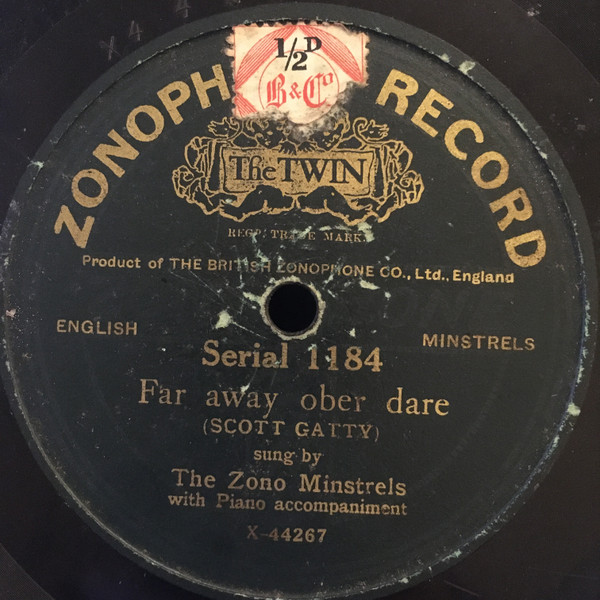 ½D
B & Co
ZONOPH RECORD
The TWIN
REGD. TRADE MARK.
Product of THE BRITISH ZONOPHONE CO., Ltd., England
ENGLISH MINSTRELS
Serial 1184
Far away ober dare
(SCOTT GATTY)
sung by
The Zono Minstrels
with Piano accompaniment
X-44267